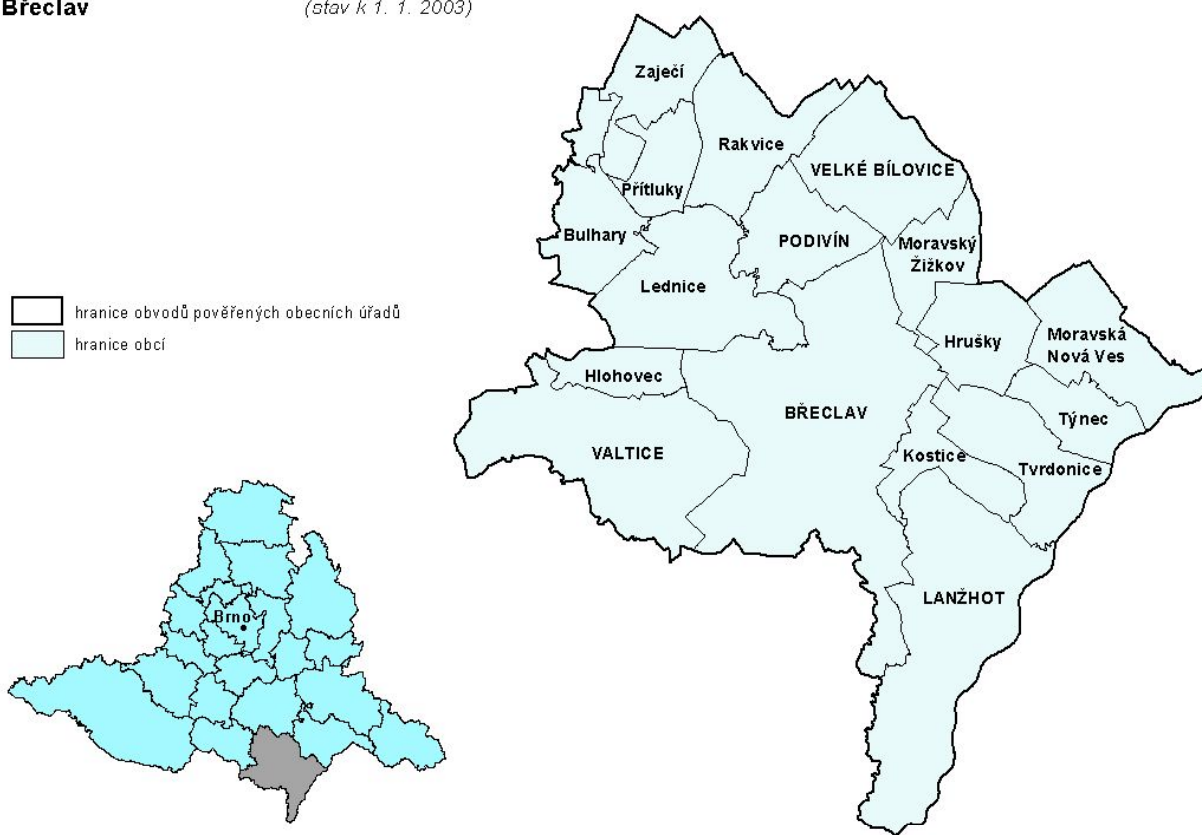 Břeclav (stav k 1. 1. 2003)
Zaječí
Rakvice
VELKÉ BÍLOVICE
Přítluky
Bulhary
PODIVÍN
Moravský
Žižkov
Lednice
hranice obvodů pověřených obecních úřadů
hranice obcí
Hrušky
Moravská
Nová Ves
Hlohovec
BŘECLAV
Týnec
VALTICE
Kostice
Tvrdonice
LANŽHOT
Brno